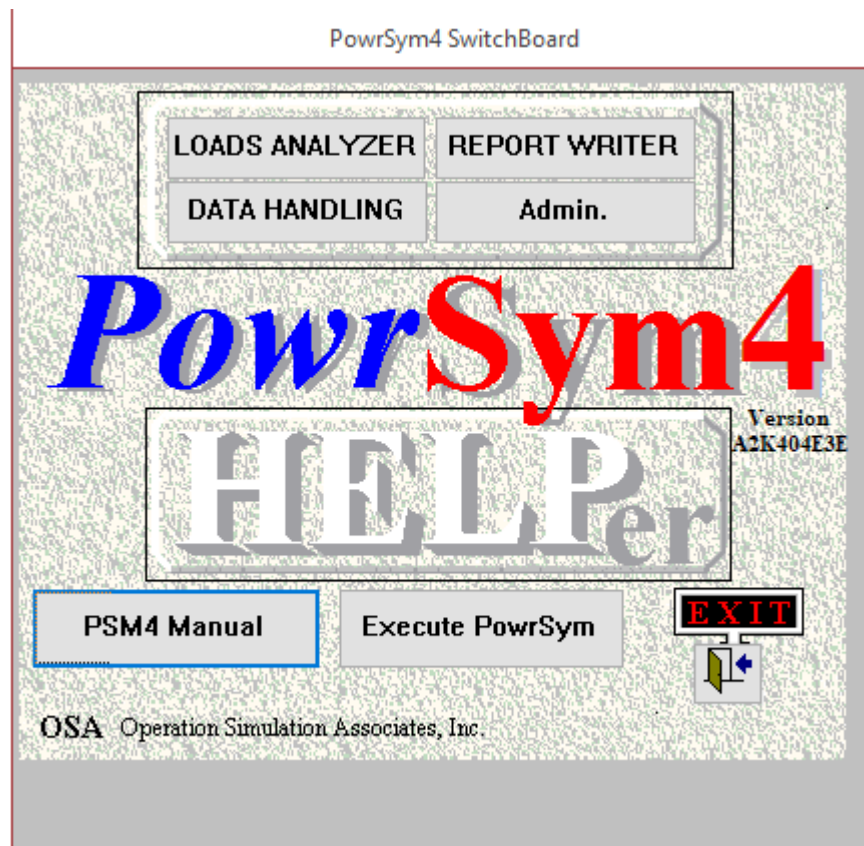 PowrSym4 SwitchBoard
LOADS ANALYZER REPORT WRITER
DATA HANDLING Admin.
PowrSym4
Version
A2K404E3E
HELPer
PSM4 Manual Execute PowrSym EXIT
OSA Operation Simulation Associates, Inc.